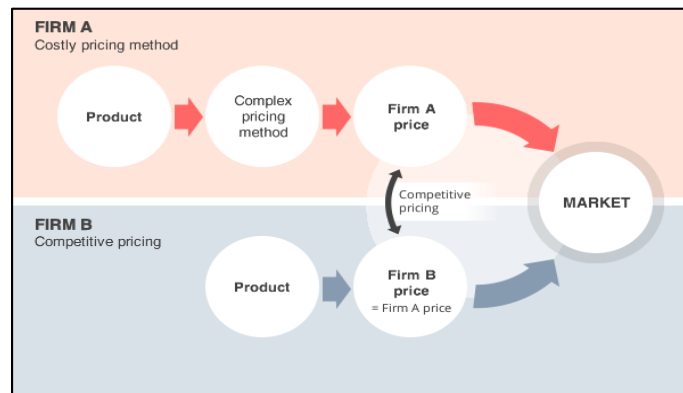 FIRM A
Costly pricing method
Product
Complex
pricing
method
Firm A
price
Competitive
pricing
MARKET
FIRM B
Competitive pricing
Product
Firm B
price
= Firm A price